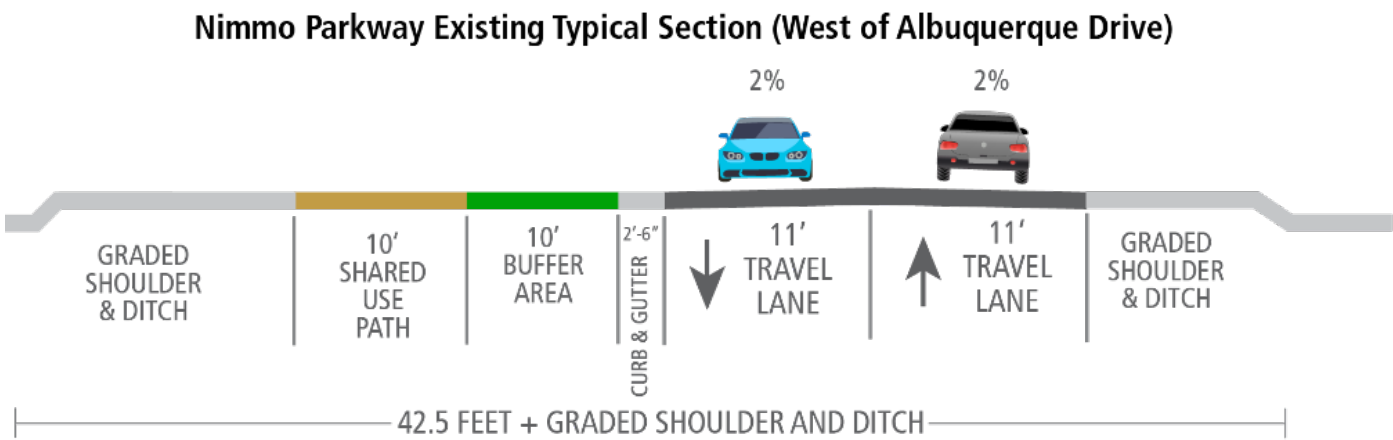 Nimmo Parkway Existing Typical Section (West of Albuquerque Drive)
2%
2%
GRADED
SHOULDER
& DITCH
10’
SHARED
USE
PATH
10’
BUFFER
AREA
2’-6”
CURB & GUTTER
11’
TRAVEL
LANE
11’
TRAVEL
LANE
GRADED
SHOULDER
& DITCH
42.5 FEET + GRADED SHOULDER AND DITCH